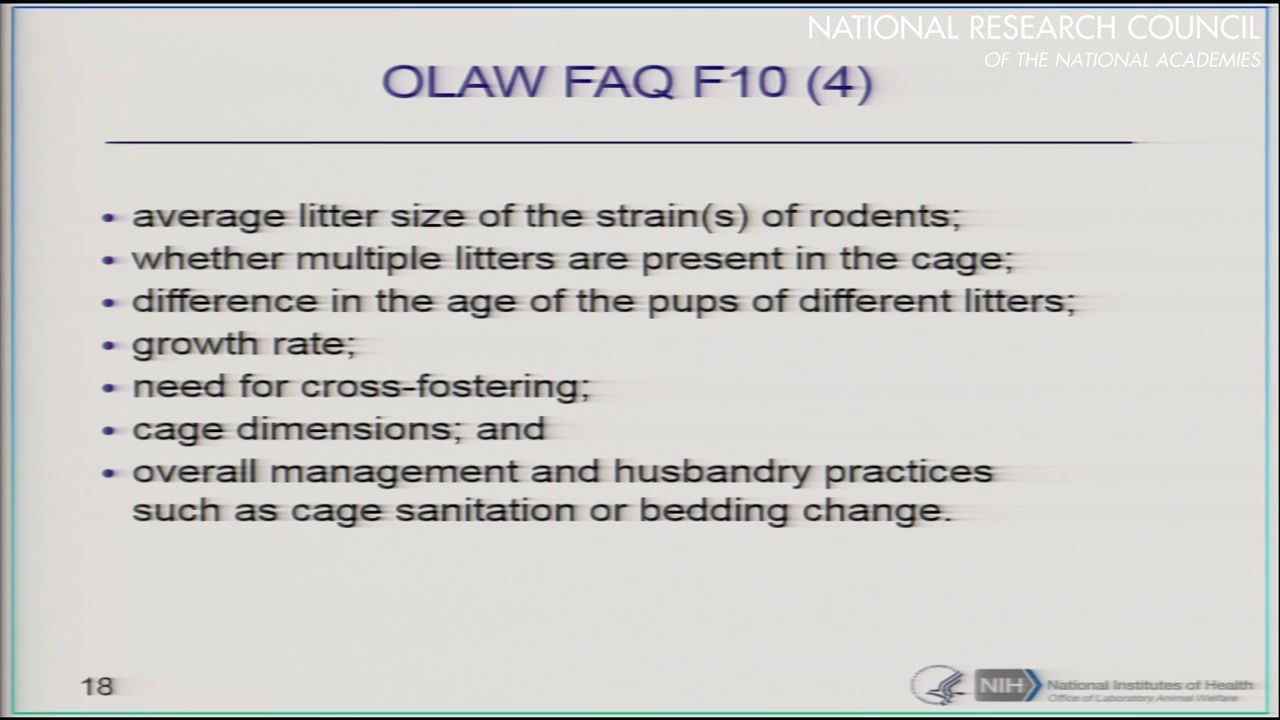 NATIONAL RESEARCH COUNCIL
OF THE NATIONAL ACADEMIES
OLAW FAQ F10 (4)
• average litter size of the strain(s) of rodents;
• whether multiple litters are present in the cage;
• difference in the age of the pups of different litters;
• growth rate;
• need for cross-fostering;
• cage dimensions; and
• overall management and husbandry practices
such as cage sanitation or bedding change.
18
NIH National Institutes of Health
Office of Laboratory Animal Welfare